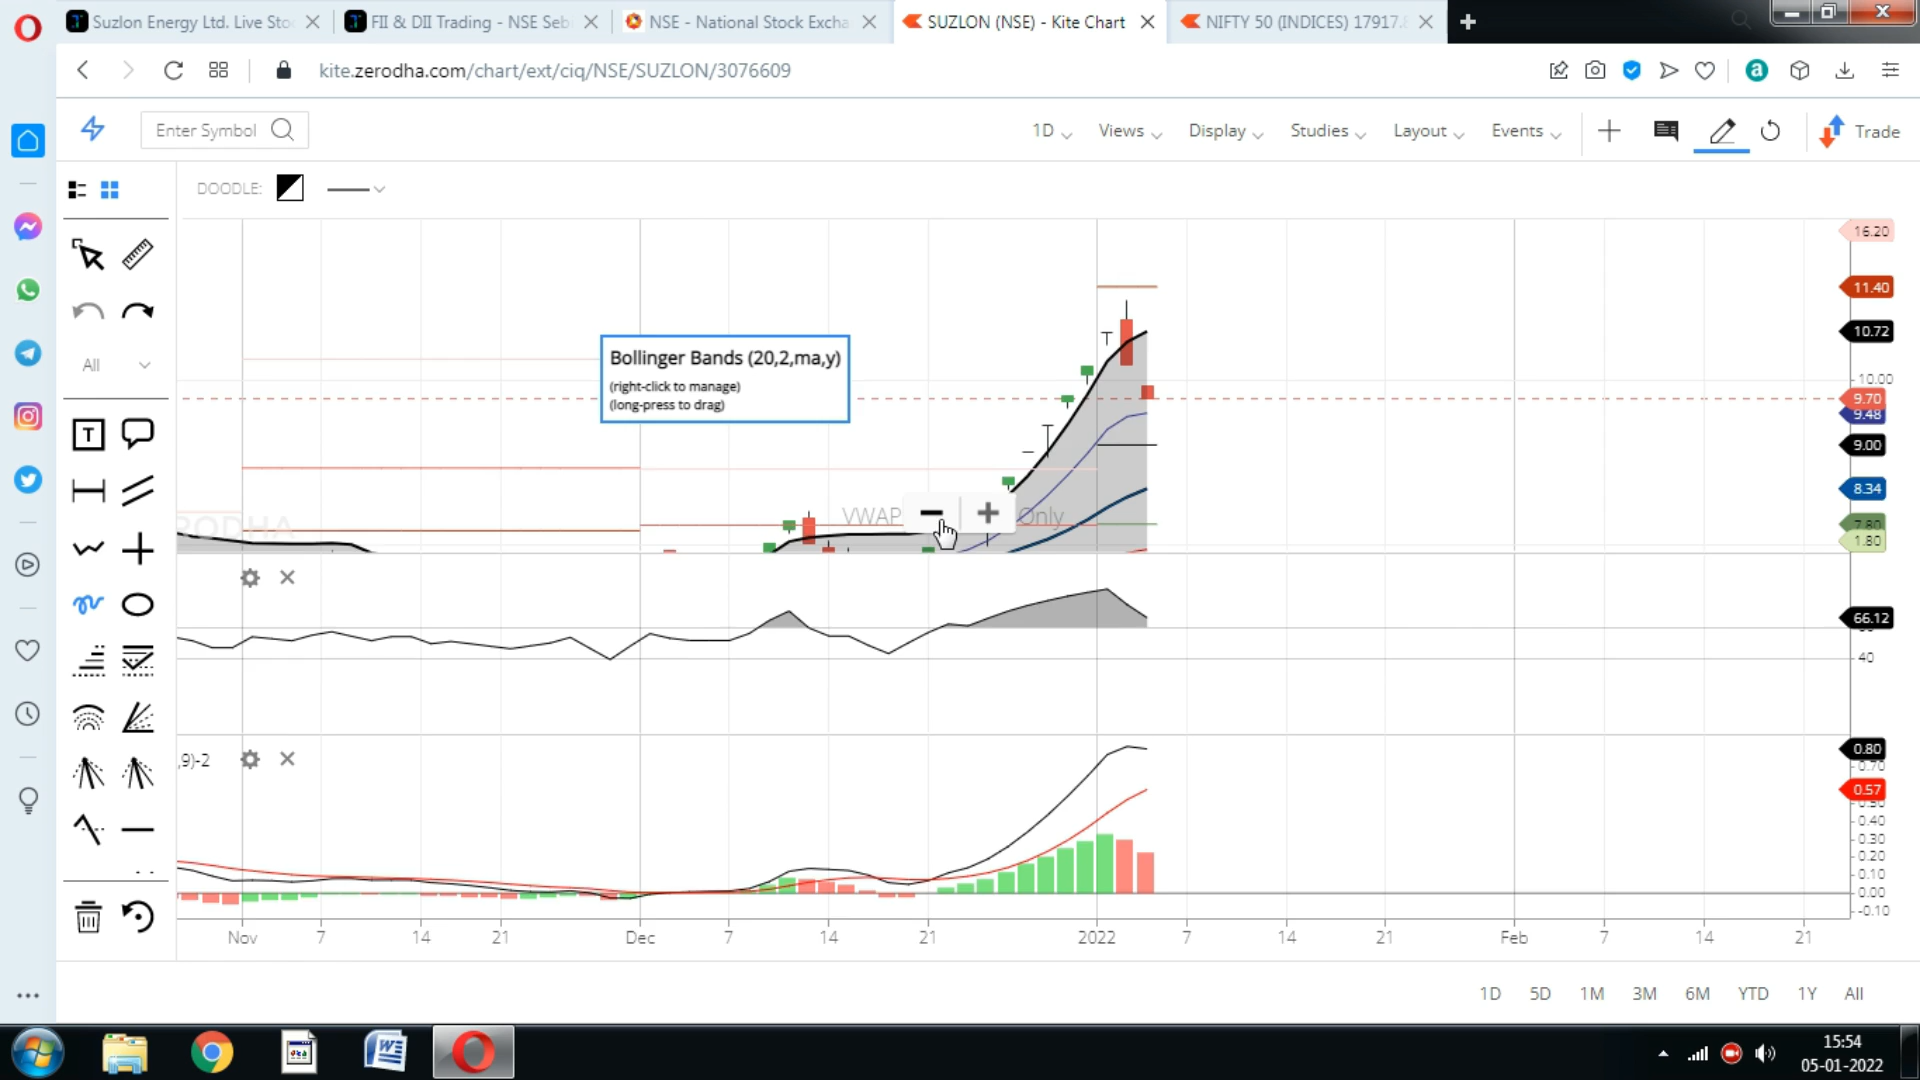 Suzlon Energy Ltd. Live Sto
FII & DII Trading - NSE Seb
NSE - National Stock Excha
SUZLON (NSE) - Kite Chart
NIFTY 50 (INDICES) 17917.
kite.zerodha.com/chart/ext/ciq/NSE/SUZLON/3076609
Enter Symbol
1D
Views
Display
Studies
Layout
Events
Trade
DOODLE:
All
T
16.20
11.40
10.72
10.00
9.70
9.48
9.00
8.34
7.80
1.80
Bollinger Bands (20,2,ma,y)
(right-click to manage)
(long-press to drag)
VWAP
Only
RODHA
66.12
40
,9)-2
0.80
0.70
0.57
0.40
0.30
0.20
0.10
0.00
-0.10
Nov 7 14 21 Dec 7 14 21 2022 7 14 21 Feb 7 14 21
1D 5D 1M 3M 6M YTD 1Y All
15:54
05-01-2022